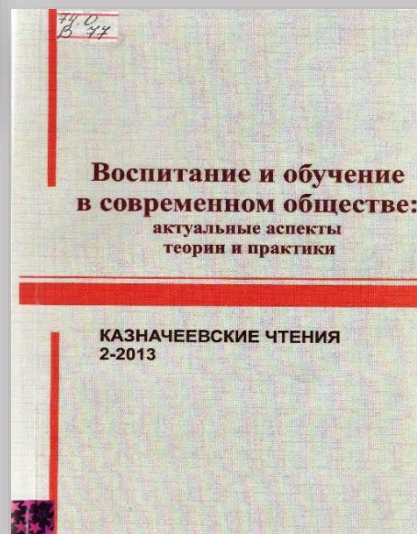 74.0
В 77
Воспитание и обучение
в современном обществе:
актуальные аспекты
теории и практики
КАЗНАЧЕЕВСКИЕ ЧТЕНИЯ
2-2013